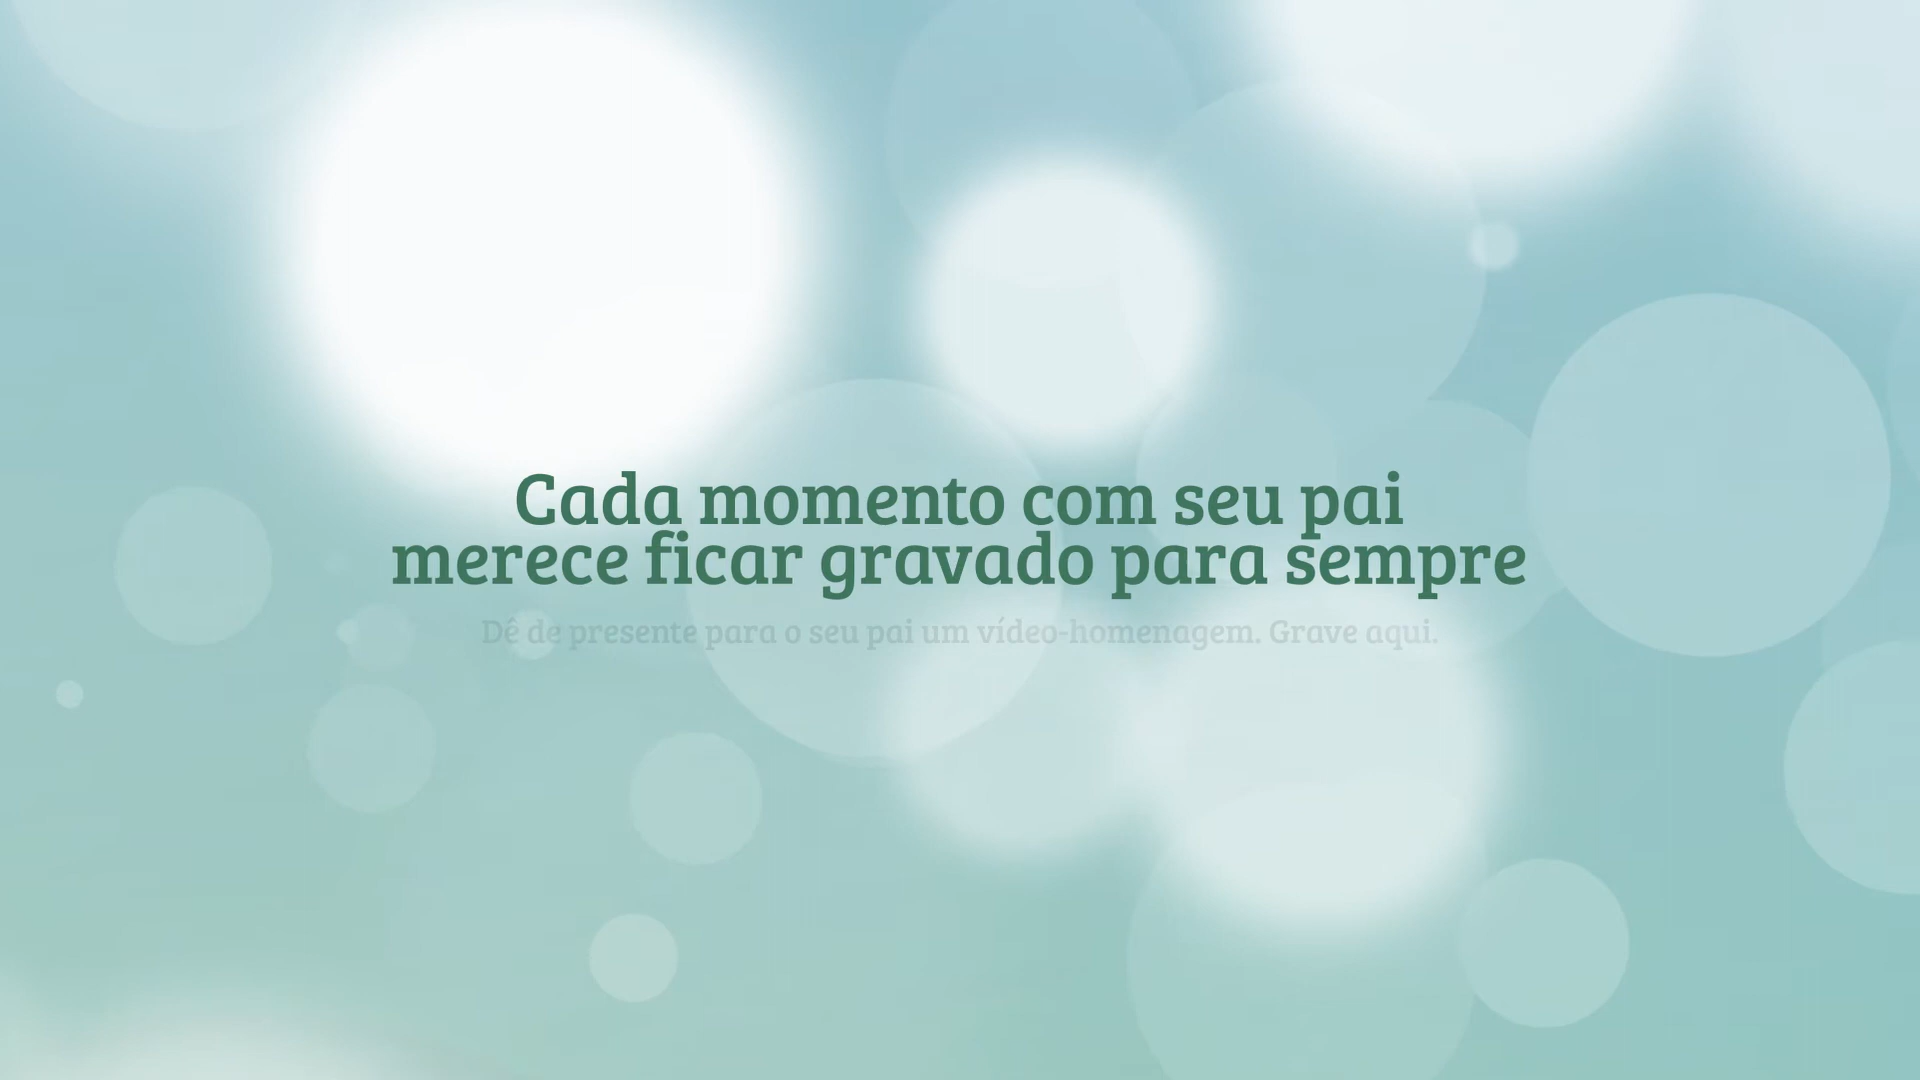 Cada momento com seu pai
merece ficar gravado para sempre
Dê de presente para o seu pai um vídeo-homenagem. Grave aqui.